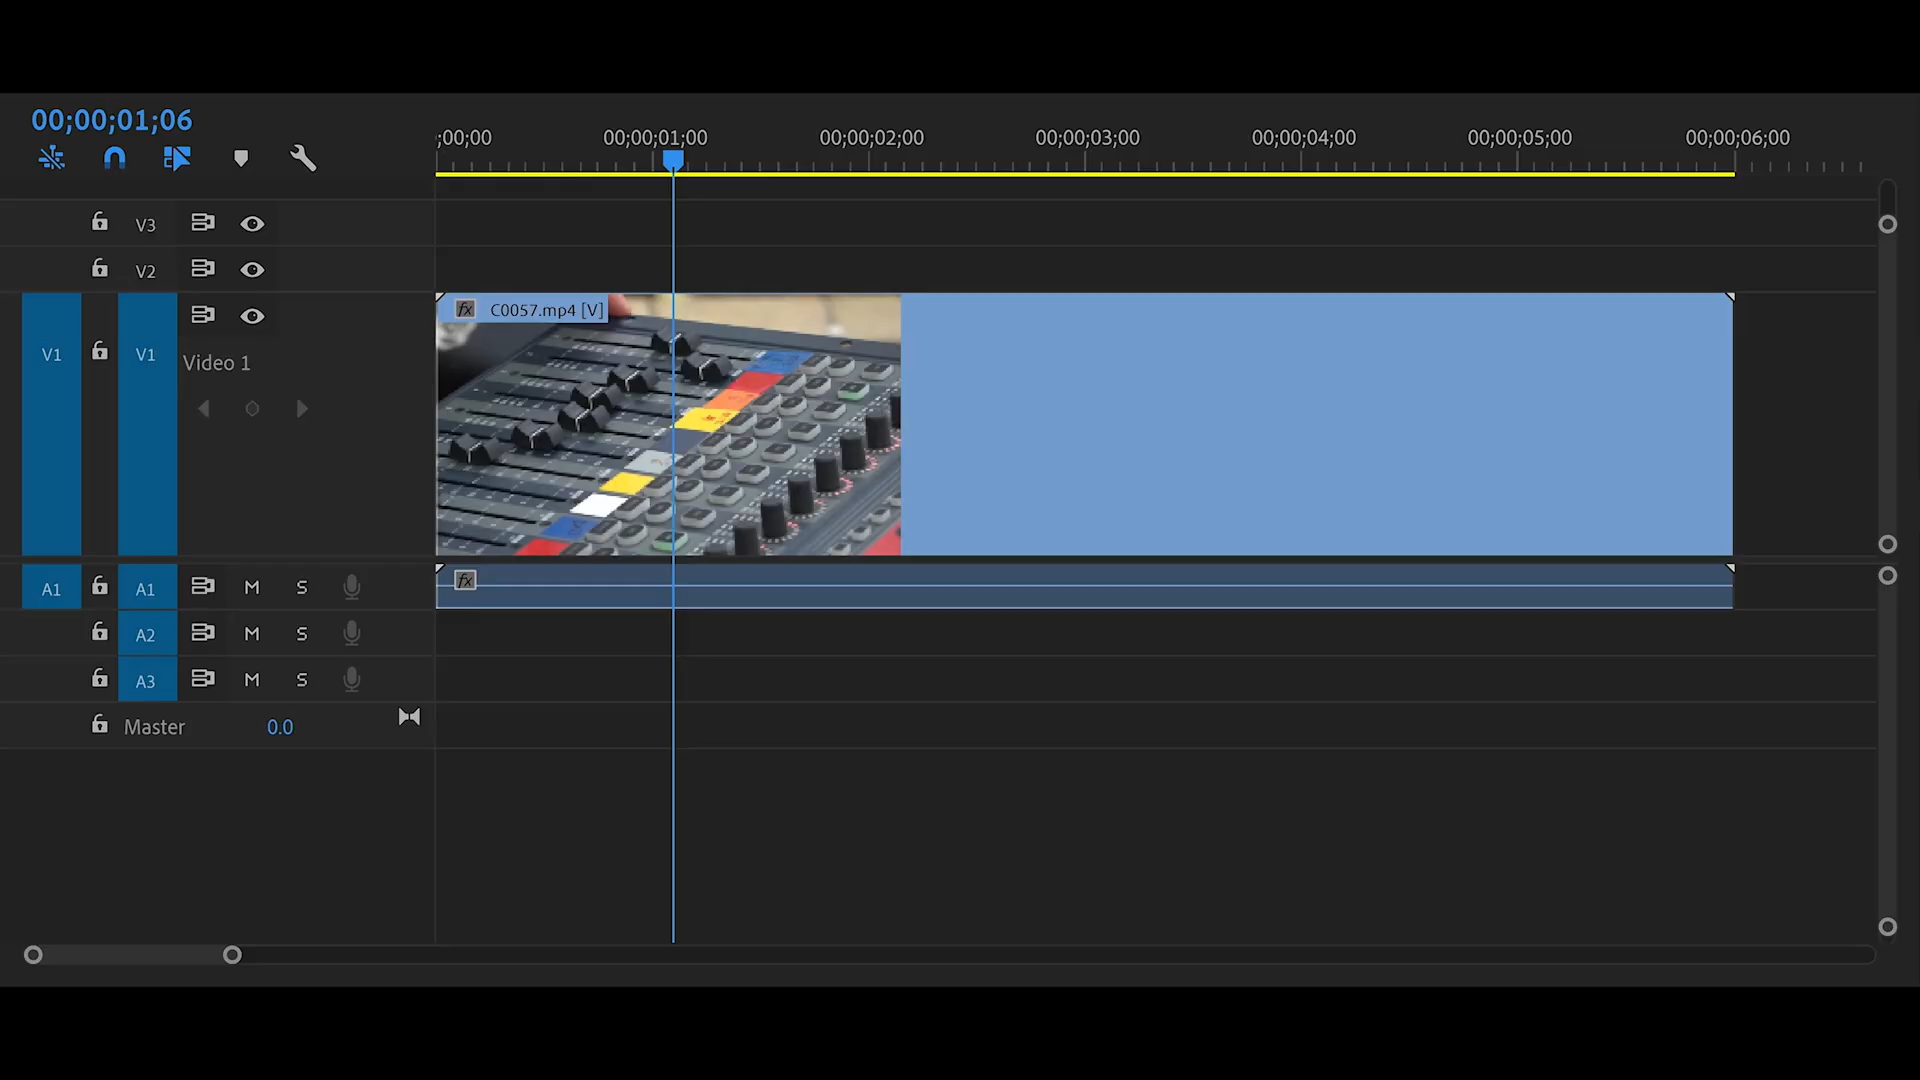 00;00;01;06
;00;00
00;00;01;00
00;00;02;00
00;00;03;00
00;00;04;00
00;00;05;00
00;00;06;00
V3
V2
fx C0057.mp4 [V]
V1
V1
Video 1
fx
A1
A1
M
S
A2
M
S
A3
M
S
Master
0.0